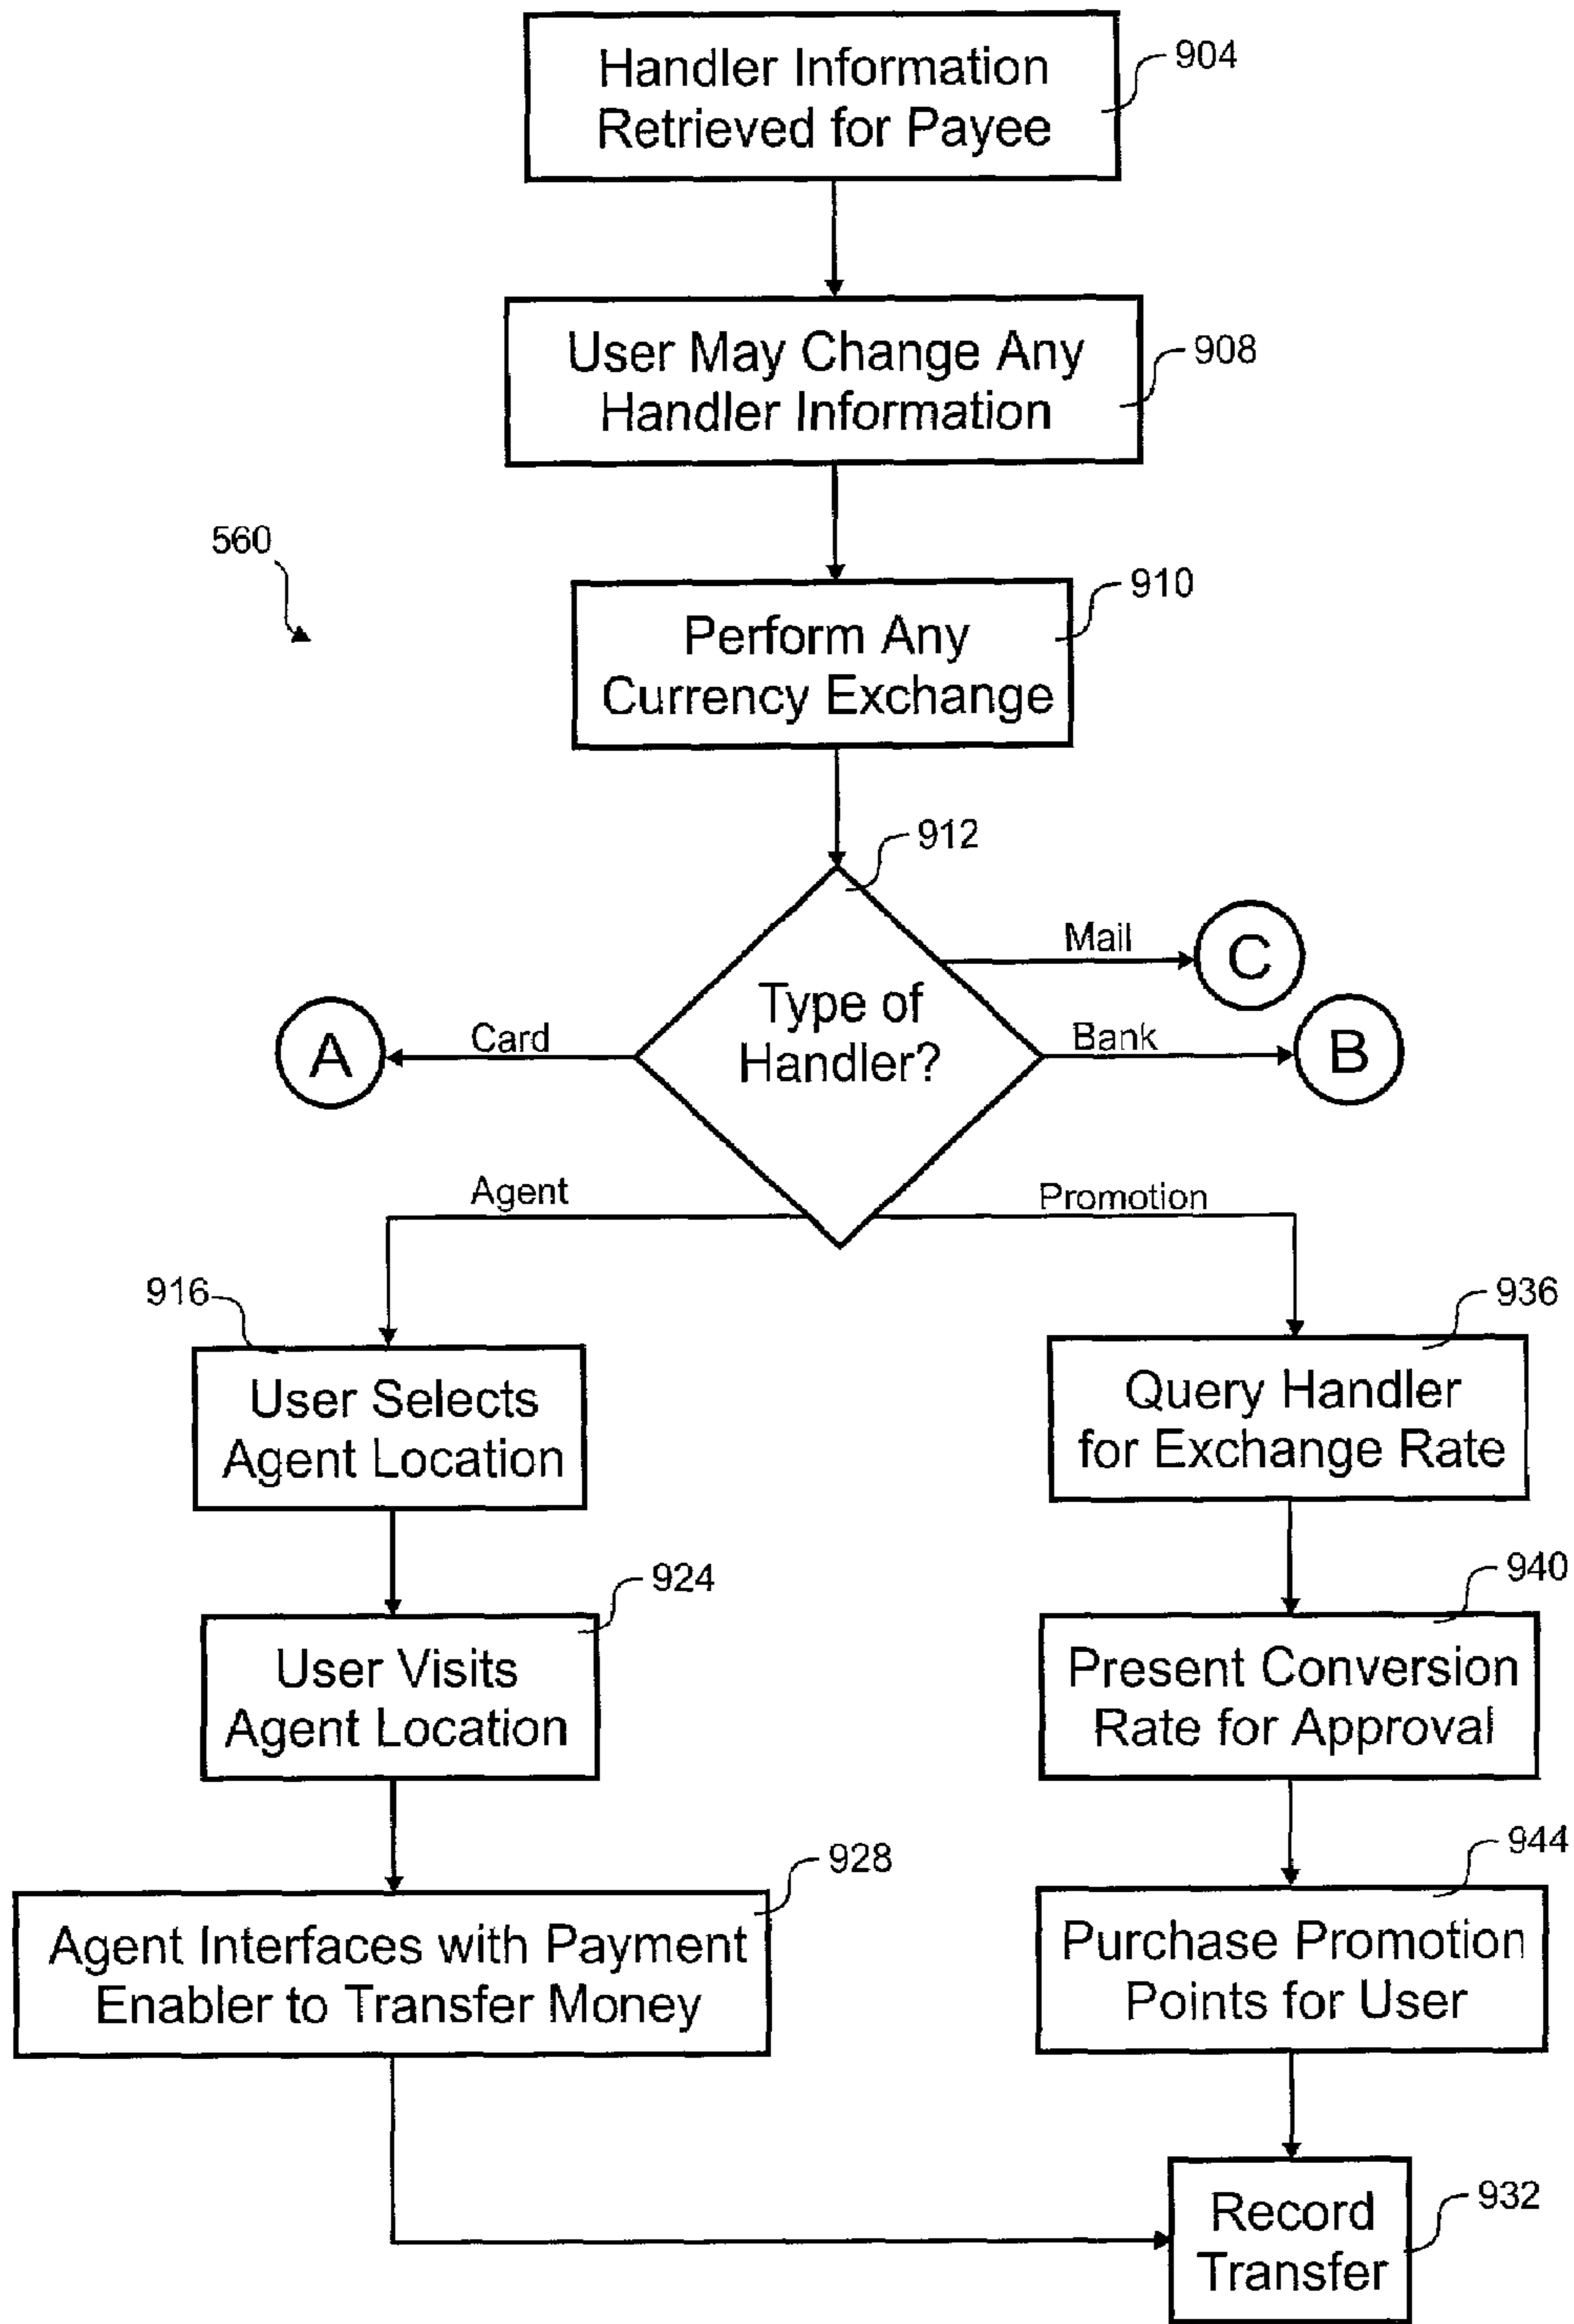 Handler Information
Retrieved for Payee
904
User May Change Any
Handler Information
908
560
Perform Any
Currency Exchange
910
912
Type of
Handler?
Mail
C
Card
A
Bank
B
Agent
Promotion
916
User Selects
Agent Location
936
Query Handler
for Exchange Rate
924
User Visits
Agent Location
940
Present Conversion
Rate for Approval
928
Agent Interfaces with Payment
Enabler to Transfer Money
944
Purchase Promotion
Points for User
932
Record
Transfer